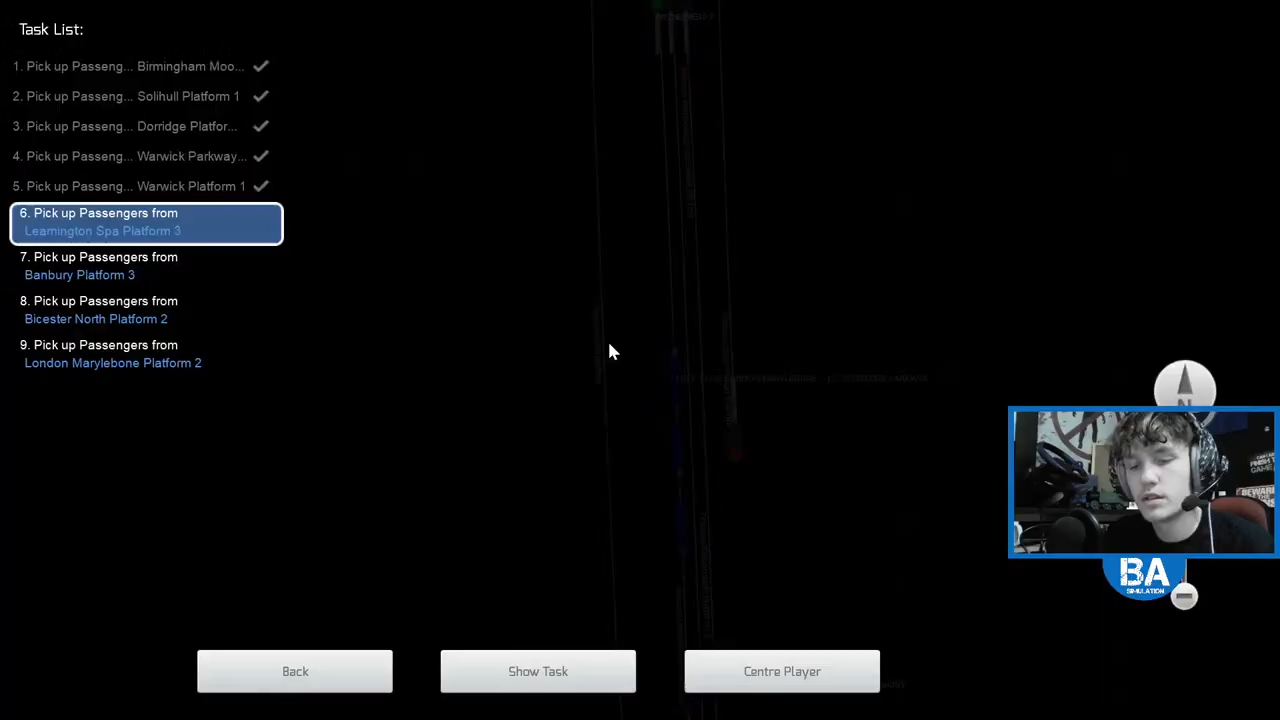 Task List:
1. Pick up Passeng... Birmingham Moo...
2. Pick up Passeng... Solihull Platform 1
3. Pick up Passeng... Dorridge Platfor...
4. Pick up Passeng... Warwick Parkway...
5. Pick up Passeng... Warwick Platform 1
6. Pick up Passengers from
Leamington Spa Platform 3
7. Pick up Passengers from
Banbury Platform 3
8. Pick up Passengers from
Bicester North Platform 2
9. Pick up Passengers from
London Marylebone Platform 2
N
BEWARE
BA
SIMULATION
Back
Show Task
Centre Player